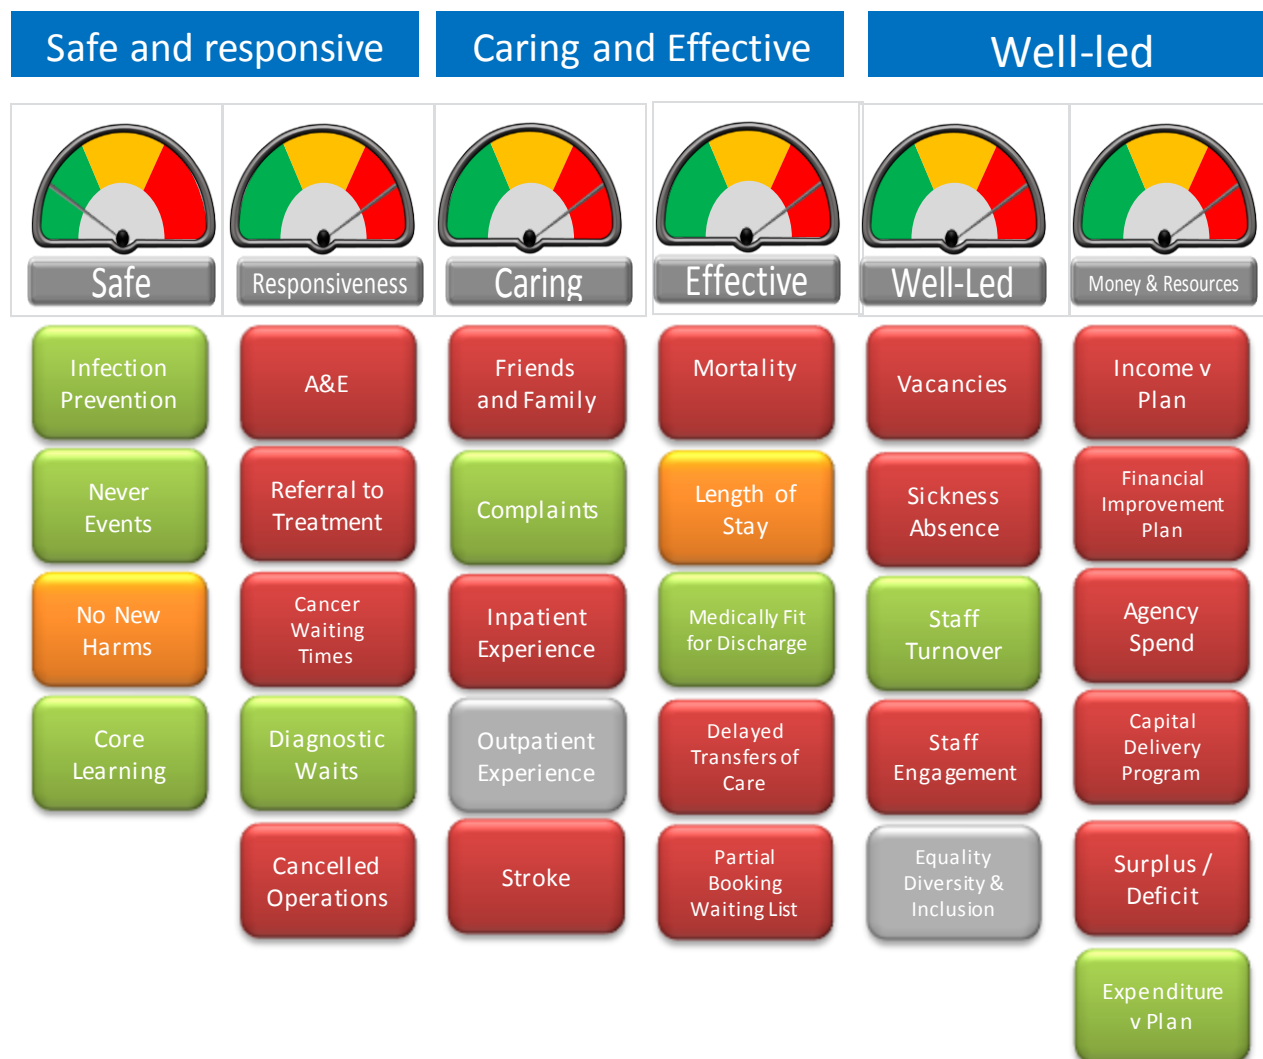 Safe and responsive
Caring and Effective
Well-led
Safe
Responsiveness
Caring
Effective
Well-Led
Money & Resources
Infection
Prevention
Never
Events
No New
Harms
Core
Learning
A&E
Referral to
Treatment
Cancer
Waiting
Times
Diagnostic
Waits
Cancelled
Operations
Friends
and Family
Complaints
Inpatient
Experience
Outpatient
Experience
Stroke
Mortality
Length of
Stay
Medically Fit
for Discharge
Delayed
Transfers of
Care
Partial
Booking
Waiting List
Vacancies
Sickness
Absence
Staff
Turnover
Staff
Engagement
Equality
Diversity &
Inclusion
Income v
Plan
Financial
Improvement
Plan
Agency
Spend
Capital
Delivery
Program
Surplus /
Deficit
Expenditure
v Plan